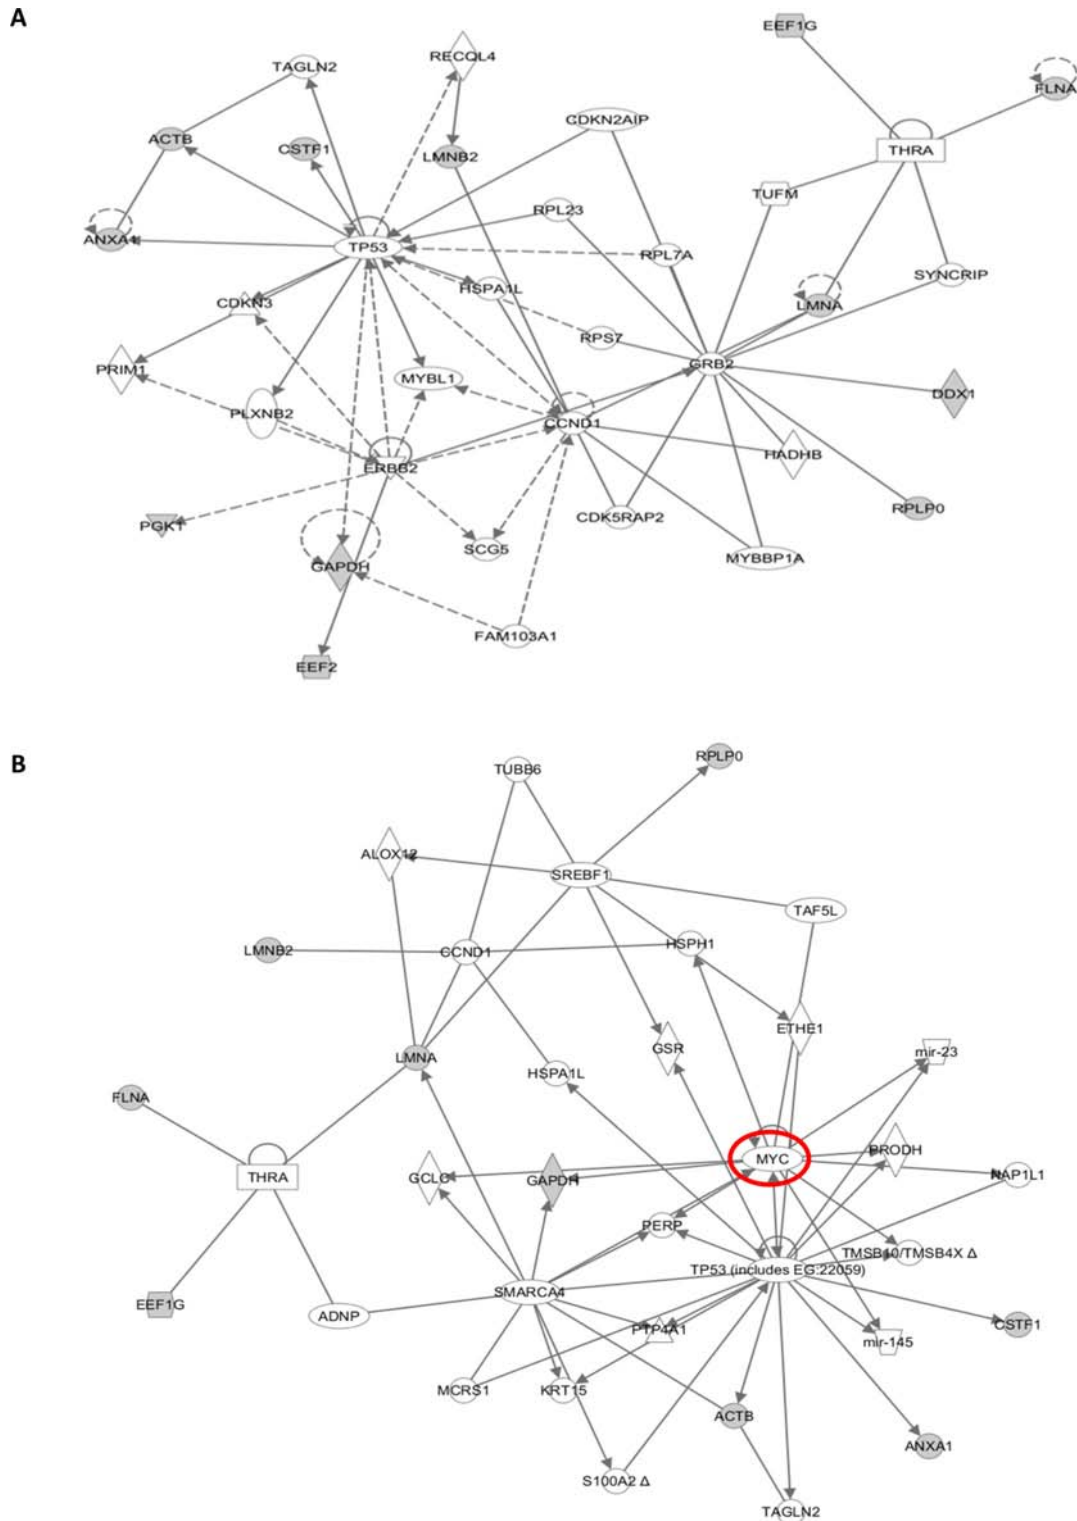 A
EEF1G
RECQL4
TAGLN2
FLNA
CDKN2AIP
ACTB
CSTF1
LMNB2
THRA
TUFM
RPL23
ANXA1
TP53
RPL7A
SYNCRIP
HSPA1L
CDKN3
LMNA
RPS7
GRB2
PRIM1
MYBL1
DDX1
PLXNB2
CCND1
HADHB
ERBB2
RPLP0
CDK5RAP2
PGK1
SCG5
MYBBP1A
GAPDH
FAM103A1
EEF2
B
RPLP0
TUBB6
ALOX12
SREBF1
TAF5L
LMNB2
CCND1
HSPH1
ETHE1
GSR
mir-23
LMNA
HSPA1L
FLNA
PRODH
MYC
THRA
GCLC
GAPDH
NAP1L1
PERP
TMSB10/TMSB4X Δ
TP53 (includes EG:22059)
SMARCA4
EEF1G
ADNP
PTP4A1
mir-145
CSTF1
MCRS1
KRT15
ACTB
ANXA1
S100A2 Δ
TAGLN2